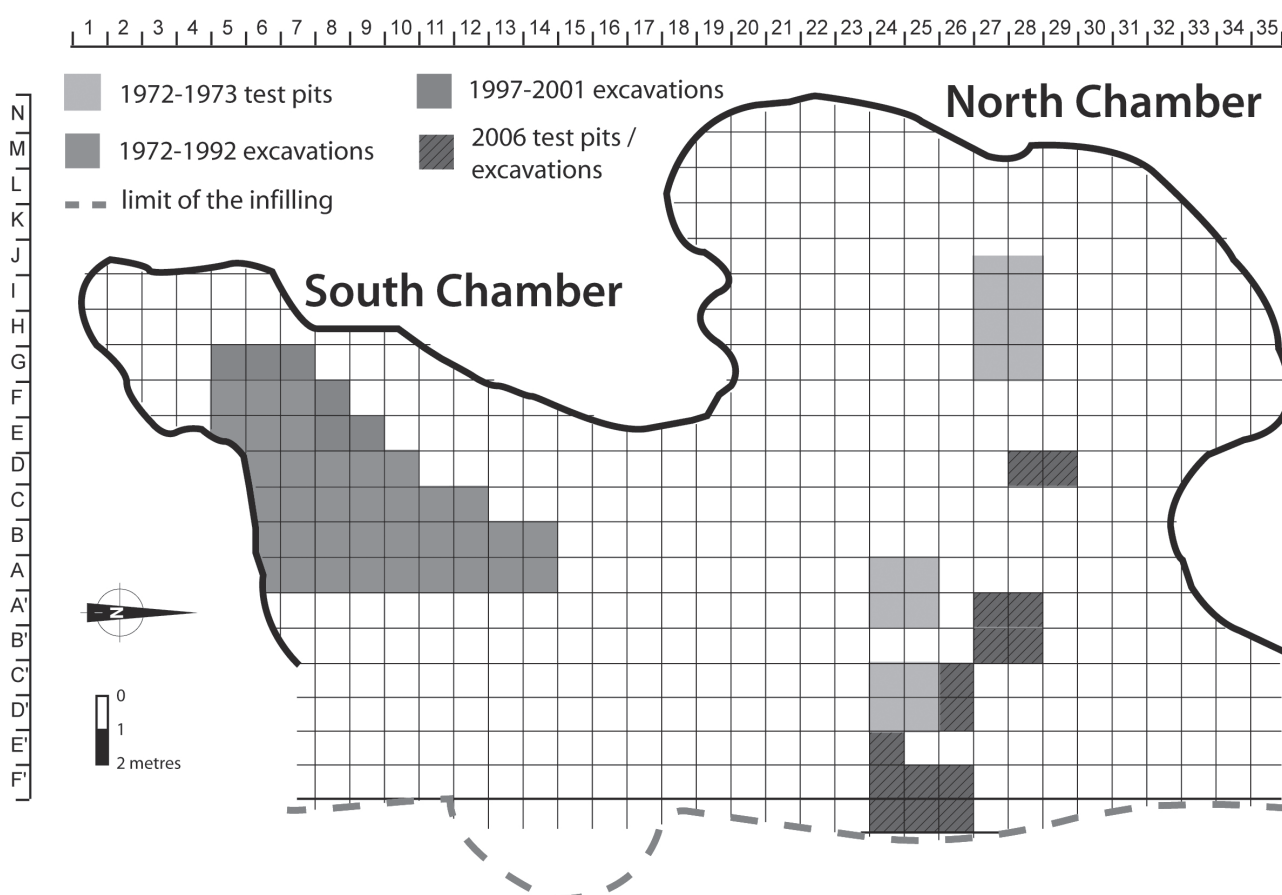 1 2 3 4 5 6 7 8 9 10 11 12 13 14 15 16 17 18 19 20 21 22 23 24 25 26 27 28 29 30 31 32 33 34 35
1972-1973 test pits
1997-2001 excavations
1972-1992 excavations
2006 test pits /
excavations
limit of the infilling
North Chamber
South Chamber
N
M
L
K
J
I
H
G
F
E
D
C
B
A
A'
B'
C'
D'
E'
F'
N
0
1
2 metres